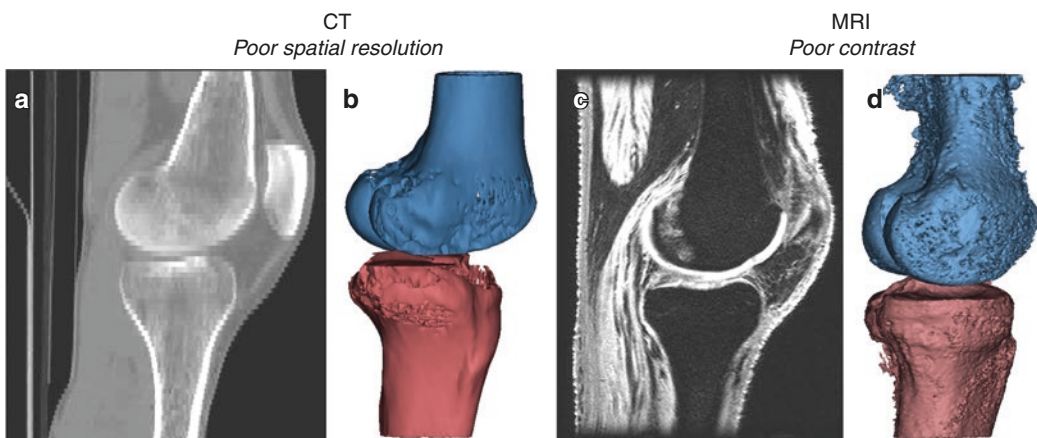 CT
Poor spatial resolution
MRI
Poor contrast
a
b
c
d